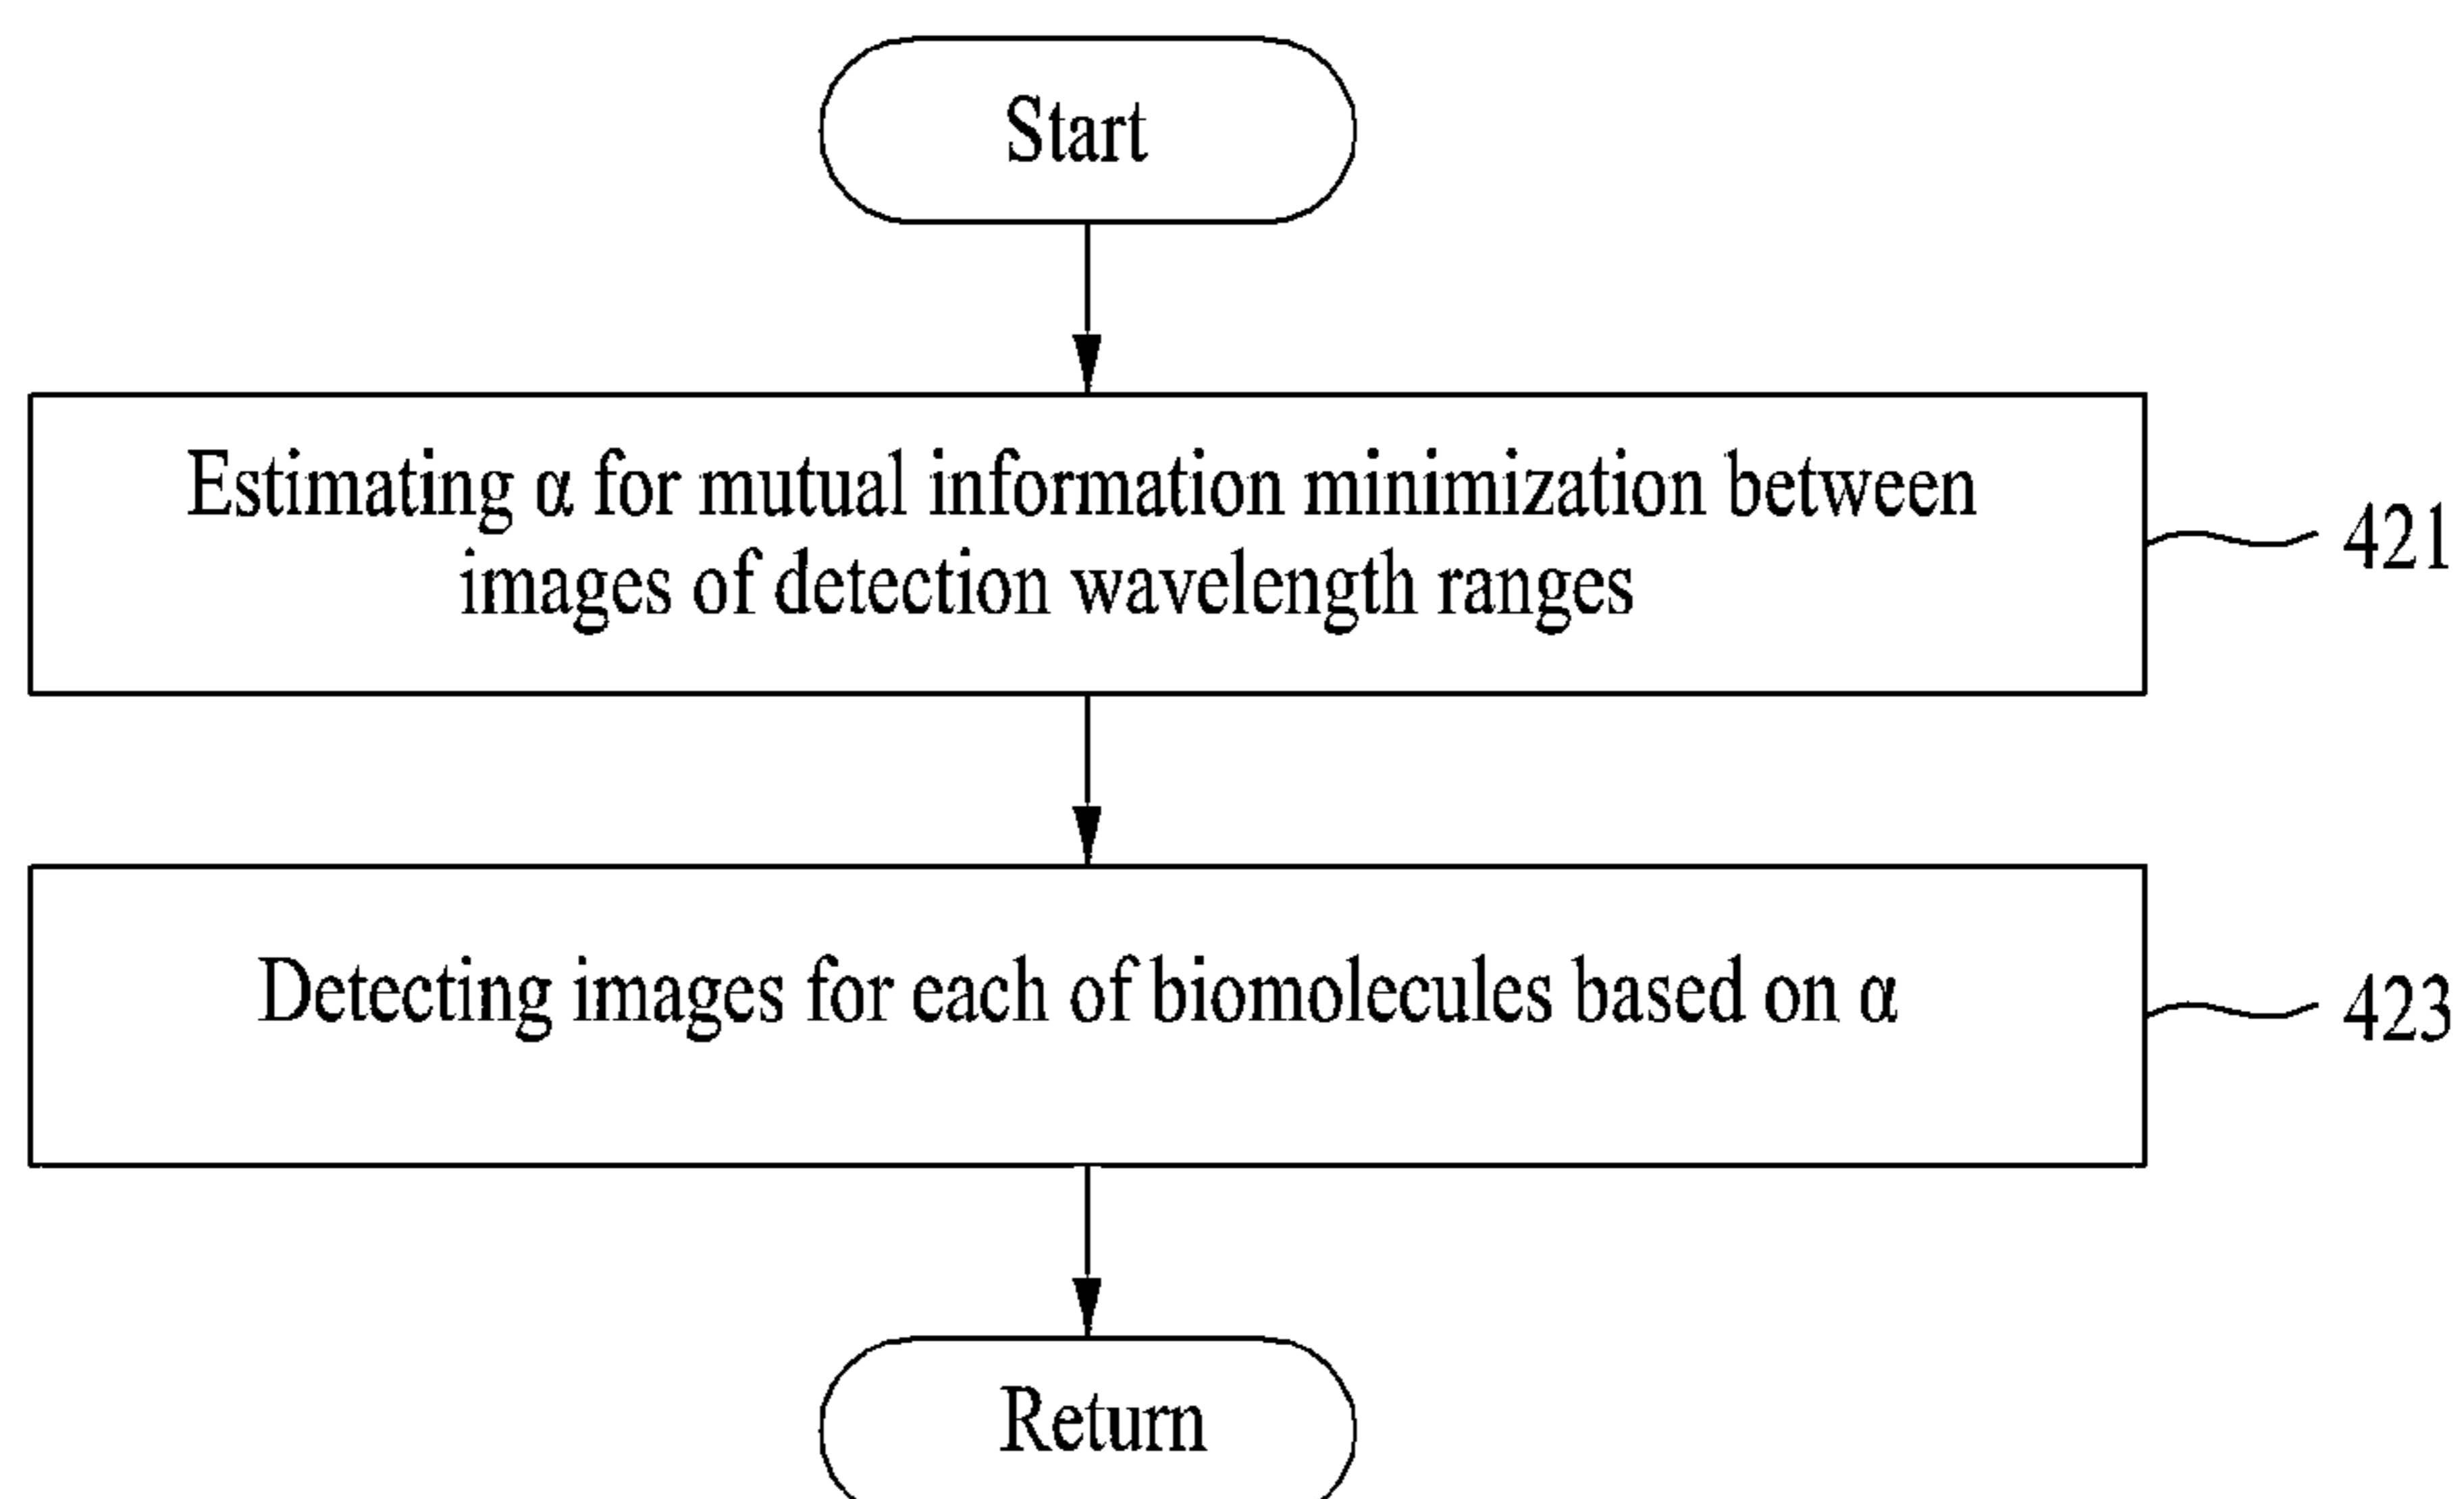 Start
Estimating α for mutual information minimization between
images of detection wavelength ranges
421
Detecting images for each of biomolecules based on α
423
Return